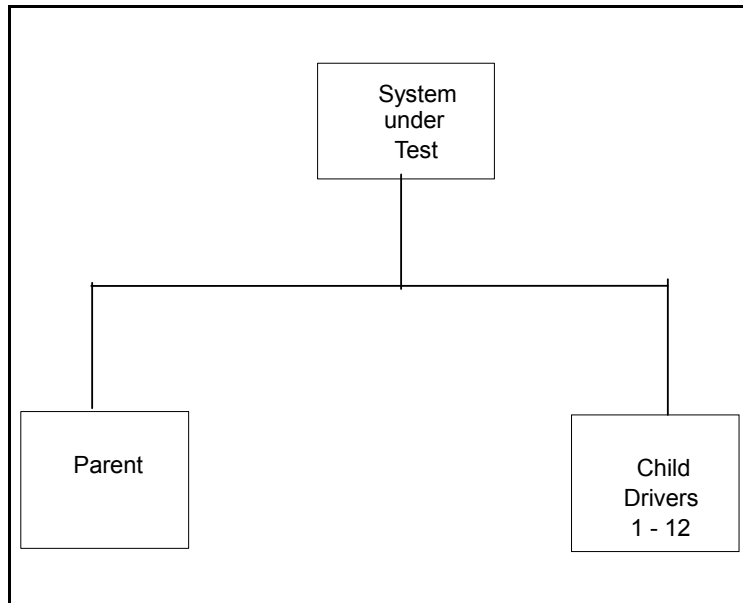 System
under
Test
Parent
Child
Drivers
1 - 12